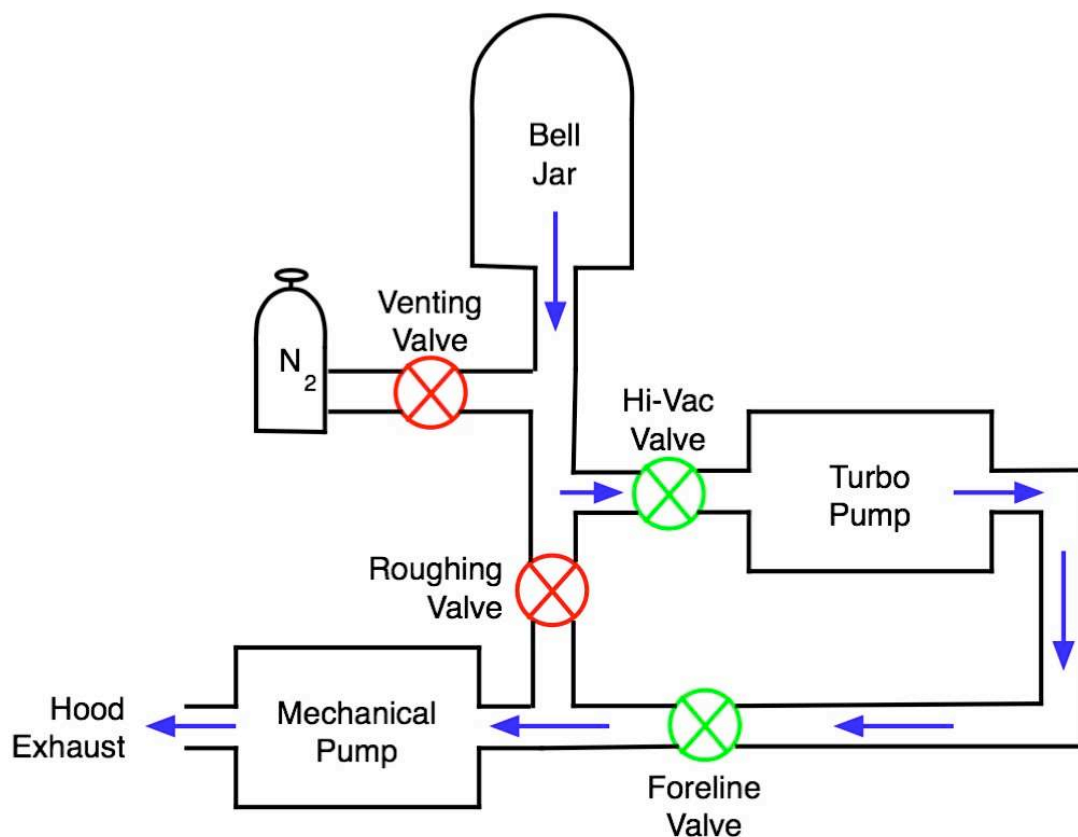 Bell
Jar
Venting
Valve
N2
Hi-Vac
Valve
Turbo
Pump
Roughing
Valve
Hood
Exhaust
Mechanical
Pump
Foreline
Valve